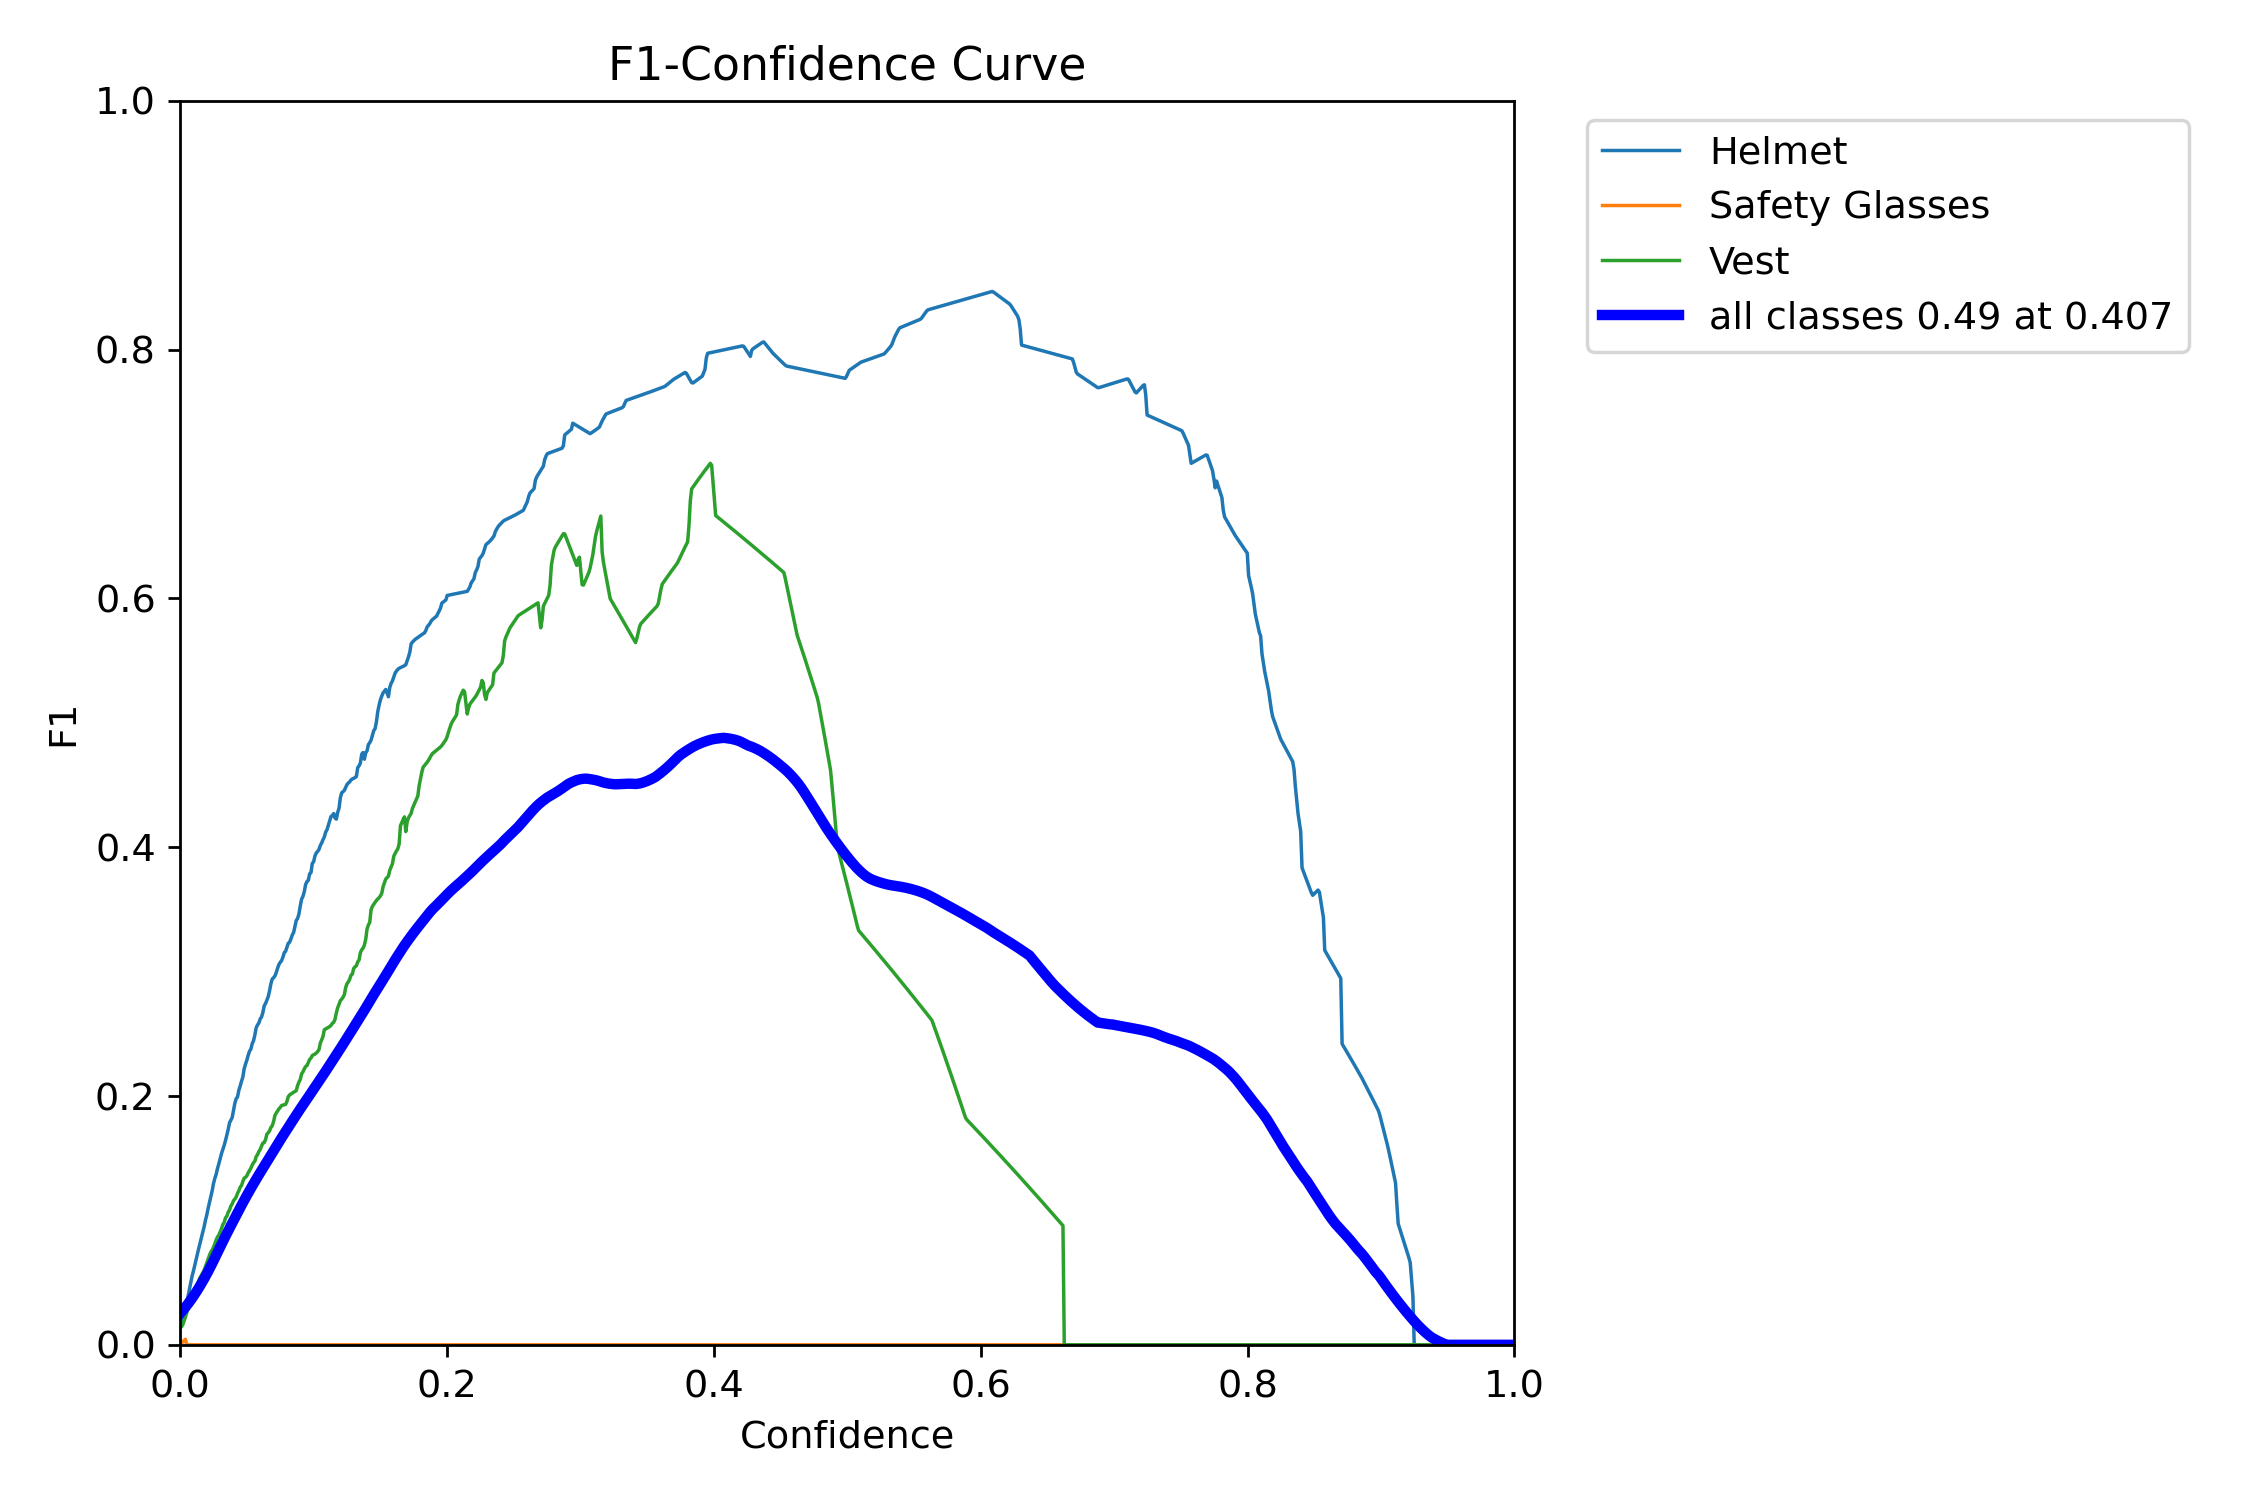 F1-Confidence Curve
1.0
0.8
0.6
0.4
0.2
0.0
F1
0.0 0.2 0.4 0.6 0.8 1.0
Confidence
Helmet
Safety Glasses
Vest
all classes 0.49 at 0.407